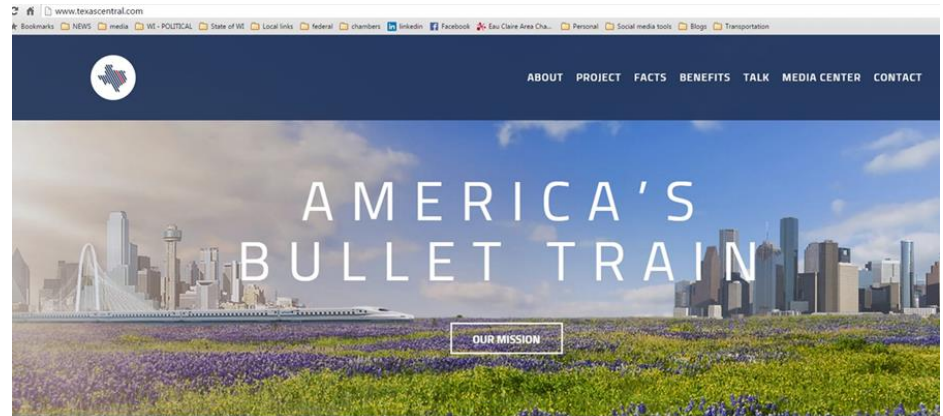 www.texascentral.com
Bookmarks NEWS media WI - POLITICAL State of WI Local links federal chambers linkedin Facebook Eau Claire Area Cha... Personal Social media tools Blogs Transportation
ABOUT PROJECT FACTS BENEFITS TALK MEDIA CENTER CONTACT
AMERICA'S
BULLET TRAIN
OUR MISSION